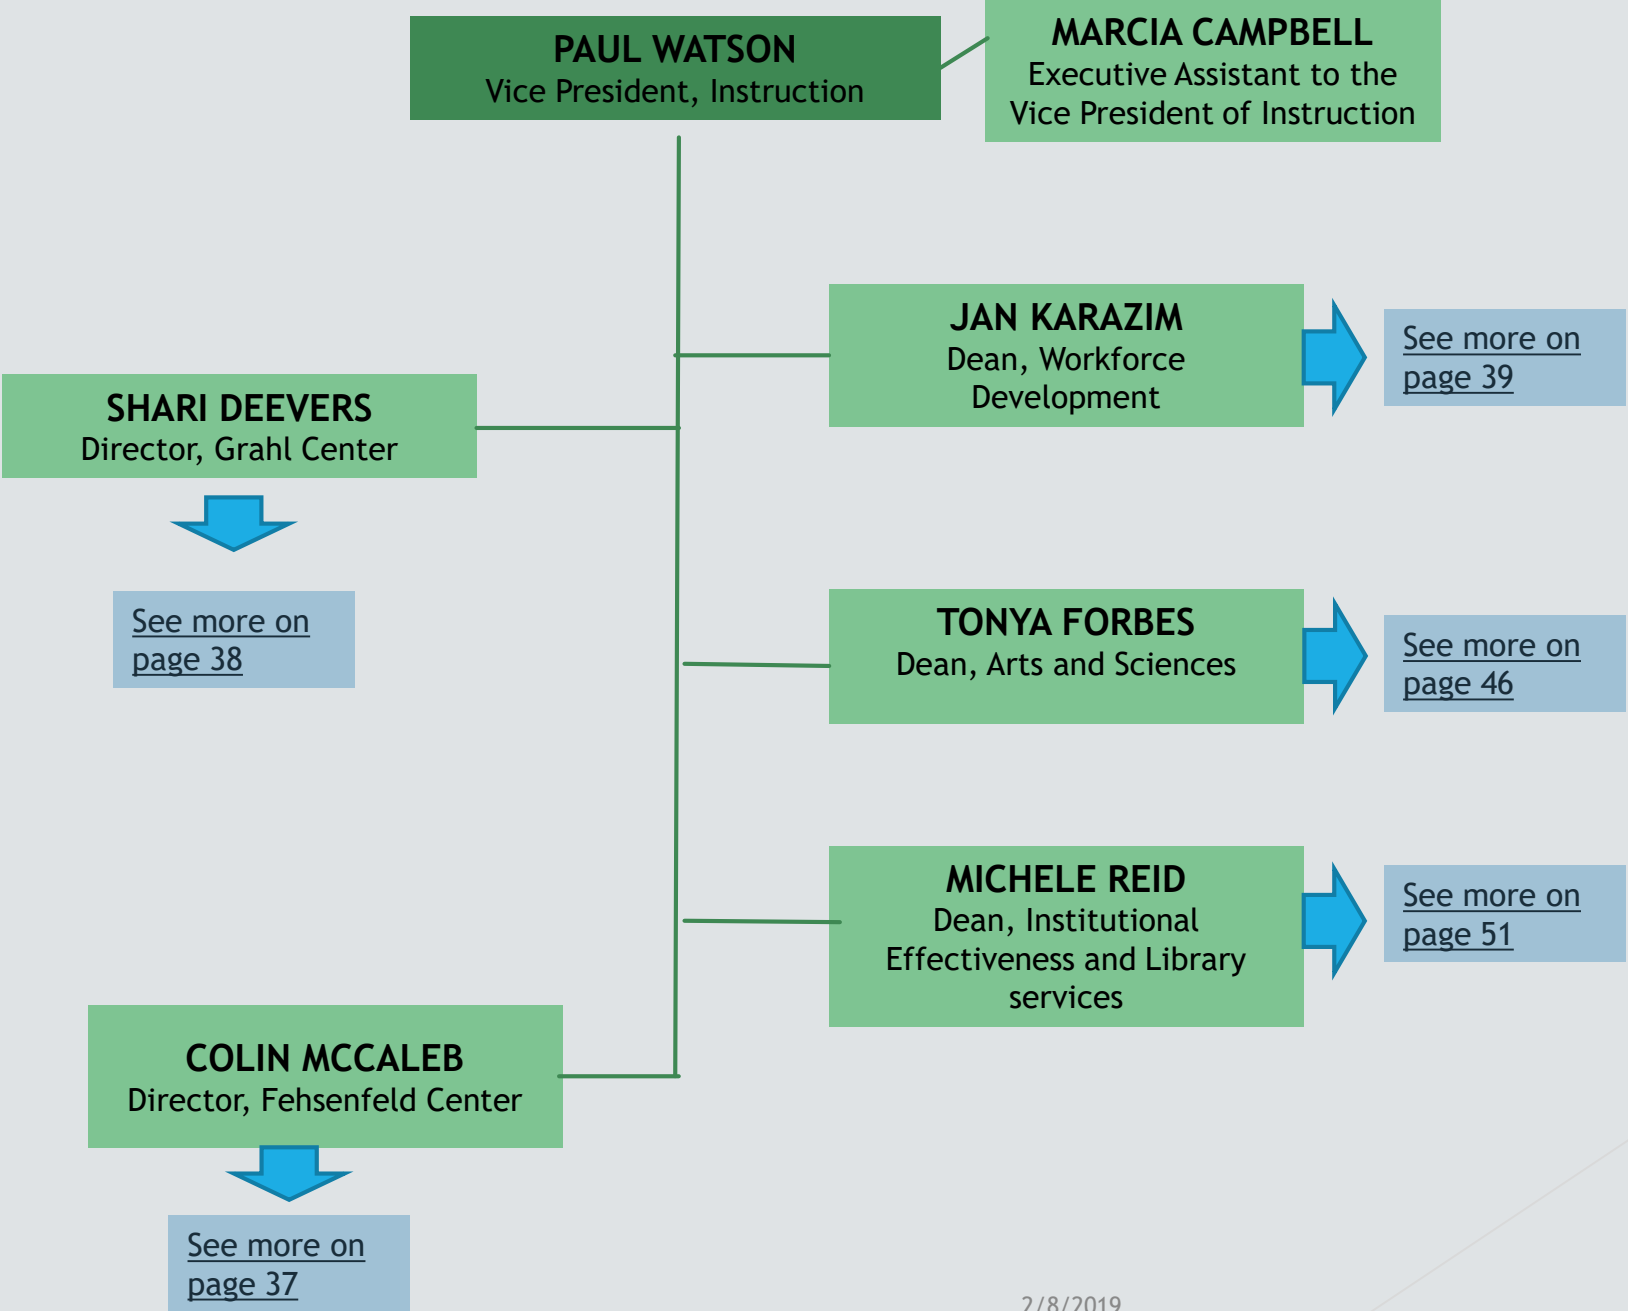 PAUL WATSON
Vice President, Instruction
MARCIA CAMPBELL
Executive Assistant to the
Vice President of Instruction
JAN KARAZIM
Dean, Workforce
Development
See more on
page 39
SHARI DEEVERS
Director, Grahl Center
See more on
page 38
TONYA FORBES
Dean, Arts and Sciences
See more on
page 46
MICHELE REID
Dean, Institutional
Effectiveness and Library
services
See more on
page 51
COLIN MCCALEB
Director, Fehsenfeld Center
See more on
page 37
2/8/2019